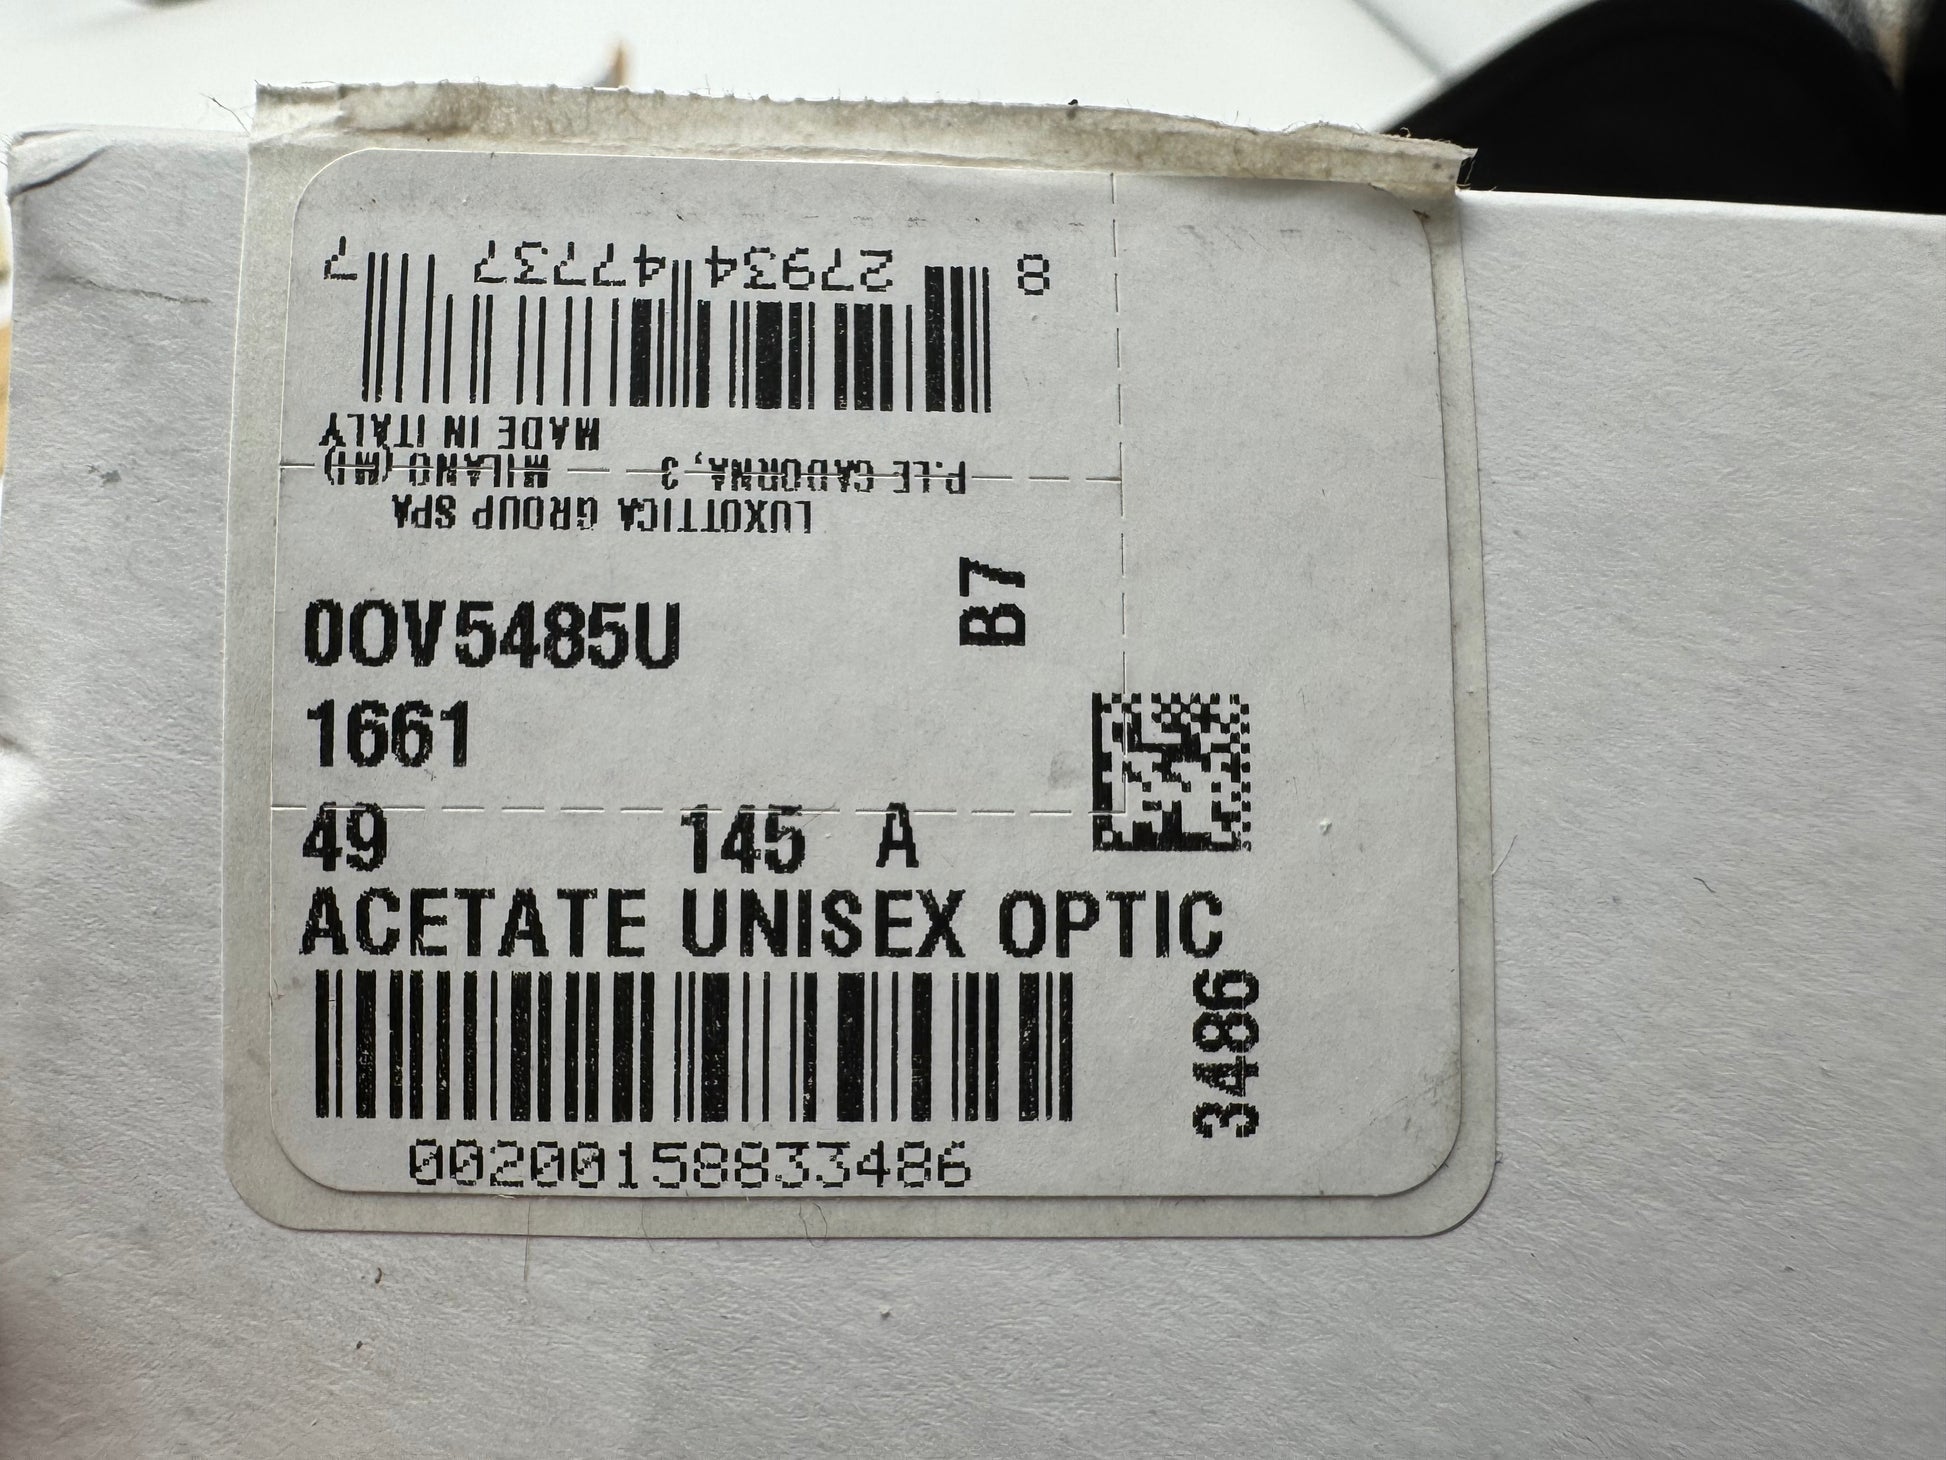 8 27934 47737 7
MADE IN ITALY
P.LE CADORNA, 3 MILANO (MI)
LUXOTTICA GROUP SPA
0OV5485U
B7
1661
49 145 A
ACETATE UNISEX OPTIC
3486
00200158833486